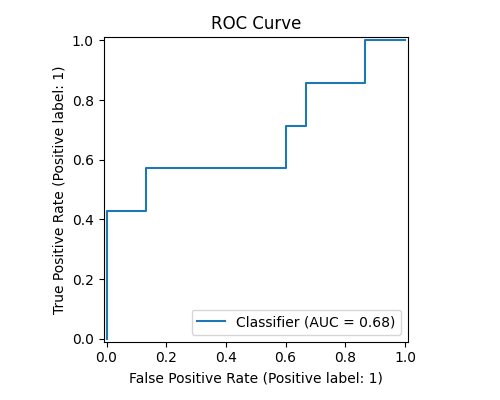 ROC Curve
True Positive Rate (Positive label: 1)
1.0
0.8
0.6
0.4
0.2
0.0
Classifier (AUC = 0.68)
0.0 0.2 0.4 0.6 0.8 1.0
False Positive Rate (Positive label: 1)